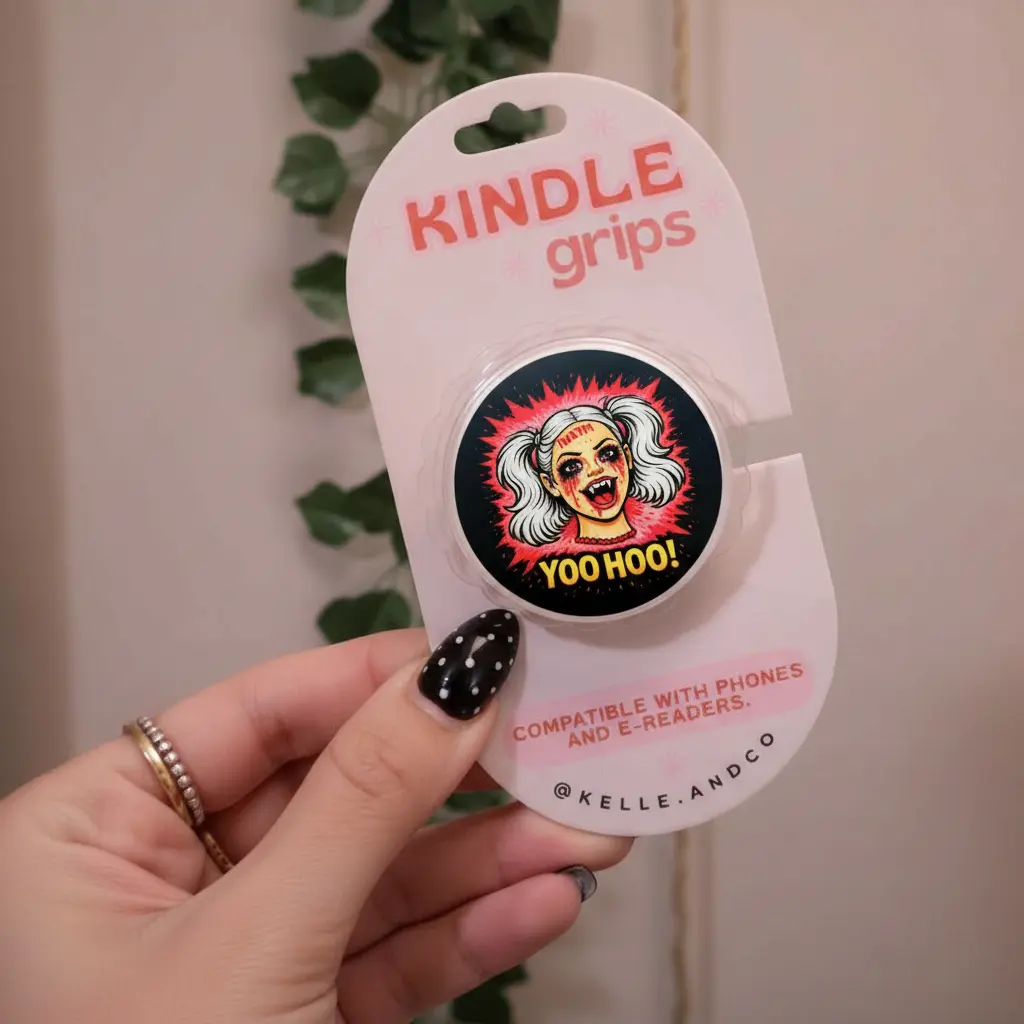 KINDLE
grips
YOO HOO!
COMPATIBLE WITH PHONES
AND E-READERS.
@KELLE.ANDCO